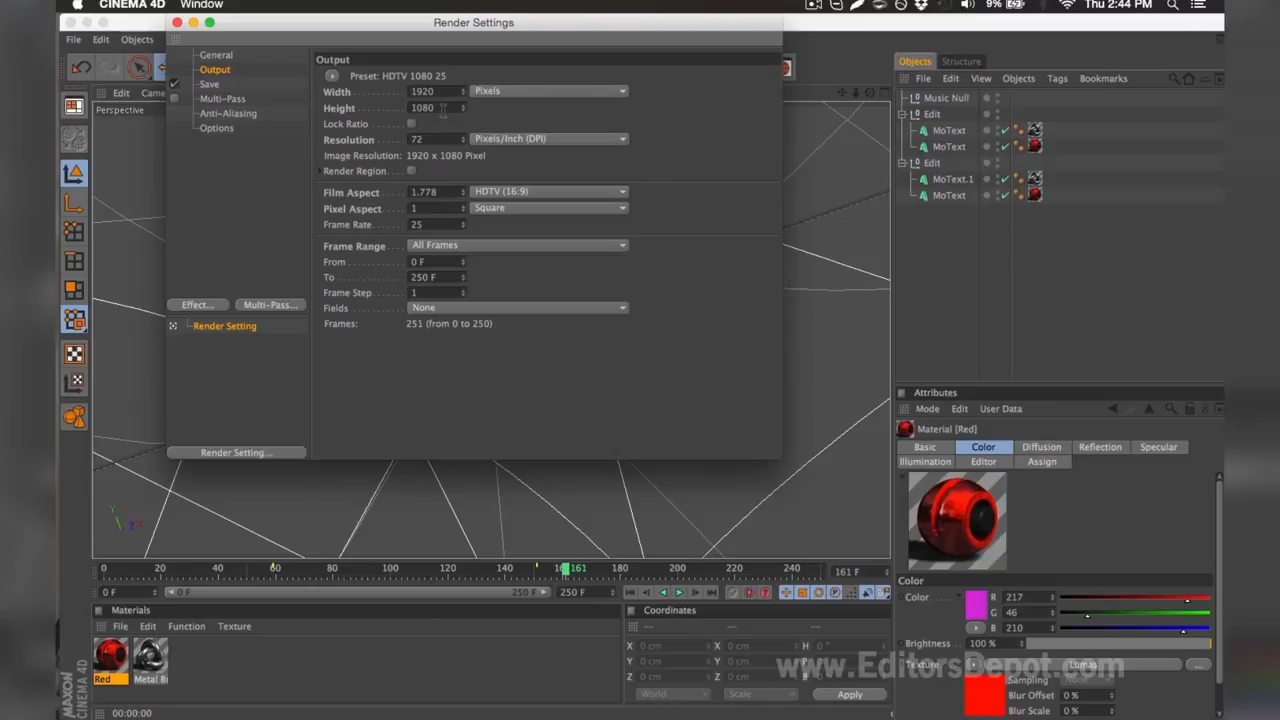 CINEMA 4D Window
9% Thu 2:44 PM
Render Settings
File Edit Objects
General
Output
Save
Multi-Pass
Anti-Aliasing
Options
Effect... Multi-Pass...
Render Setting
Render Setting...
Output
Preset: HDTV 1080 25
Width 1920 Pixels
Height 1080
Lock Ratio
Resolution 72 Pixels/Inch (DPI)
Image Resolution: 1920 x 1080 Pixel
Render Region
Film Aspect 1.778 HDTV (16:9)
Pixel Aspect 1 Square
Frame Rate 25
Frame Range All Frames
From 0 F
To 250 F
Frame Step 1
Fields None
Frames: 251 (from 0 to 250)
Edit Came
Perspective
Y
Z X
Objects Structure
File Edit View Objects Tags Bookmarks
Music Null
Edit
MoText
MoText
Edit
MoText.1
MoText
Attributes
Mode Edit User Data
Material [Red]
Basic Color Diffusion Reflection Specular
Illumination Editor Assign
Color
Color R 217
G 46
B 210
Brightness 100 %
Texture Lumas ...
Sampling
Blur Offset 0 %
Blur Scale 0 %
0 20 40 60 80 100 120 140 161 180 200 220 240 161 F
0 F 0 F 250 F 250 F
Materials
File Edit Function Texture
Red Metal Br
Coordinates
-- -- --
X 0 cm X 0 cm
Y 0 cm Y 0 cm
Z 0 cm Z 0 cm
World Scale Apply
www.EditorsDepot.com
MAXON CINEMA 4D
00:00:00